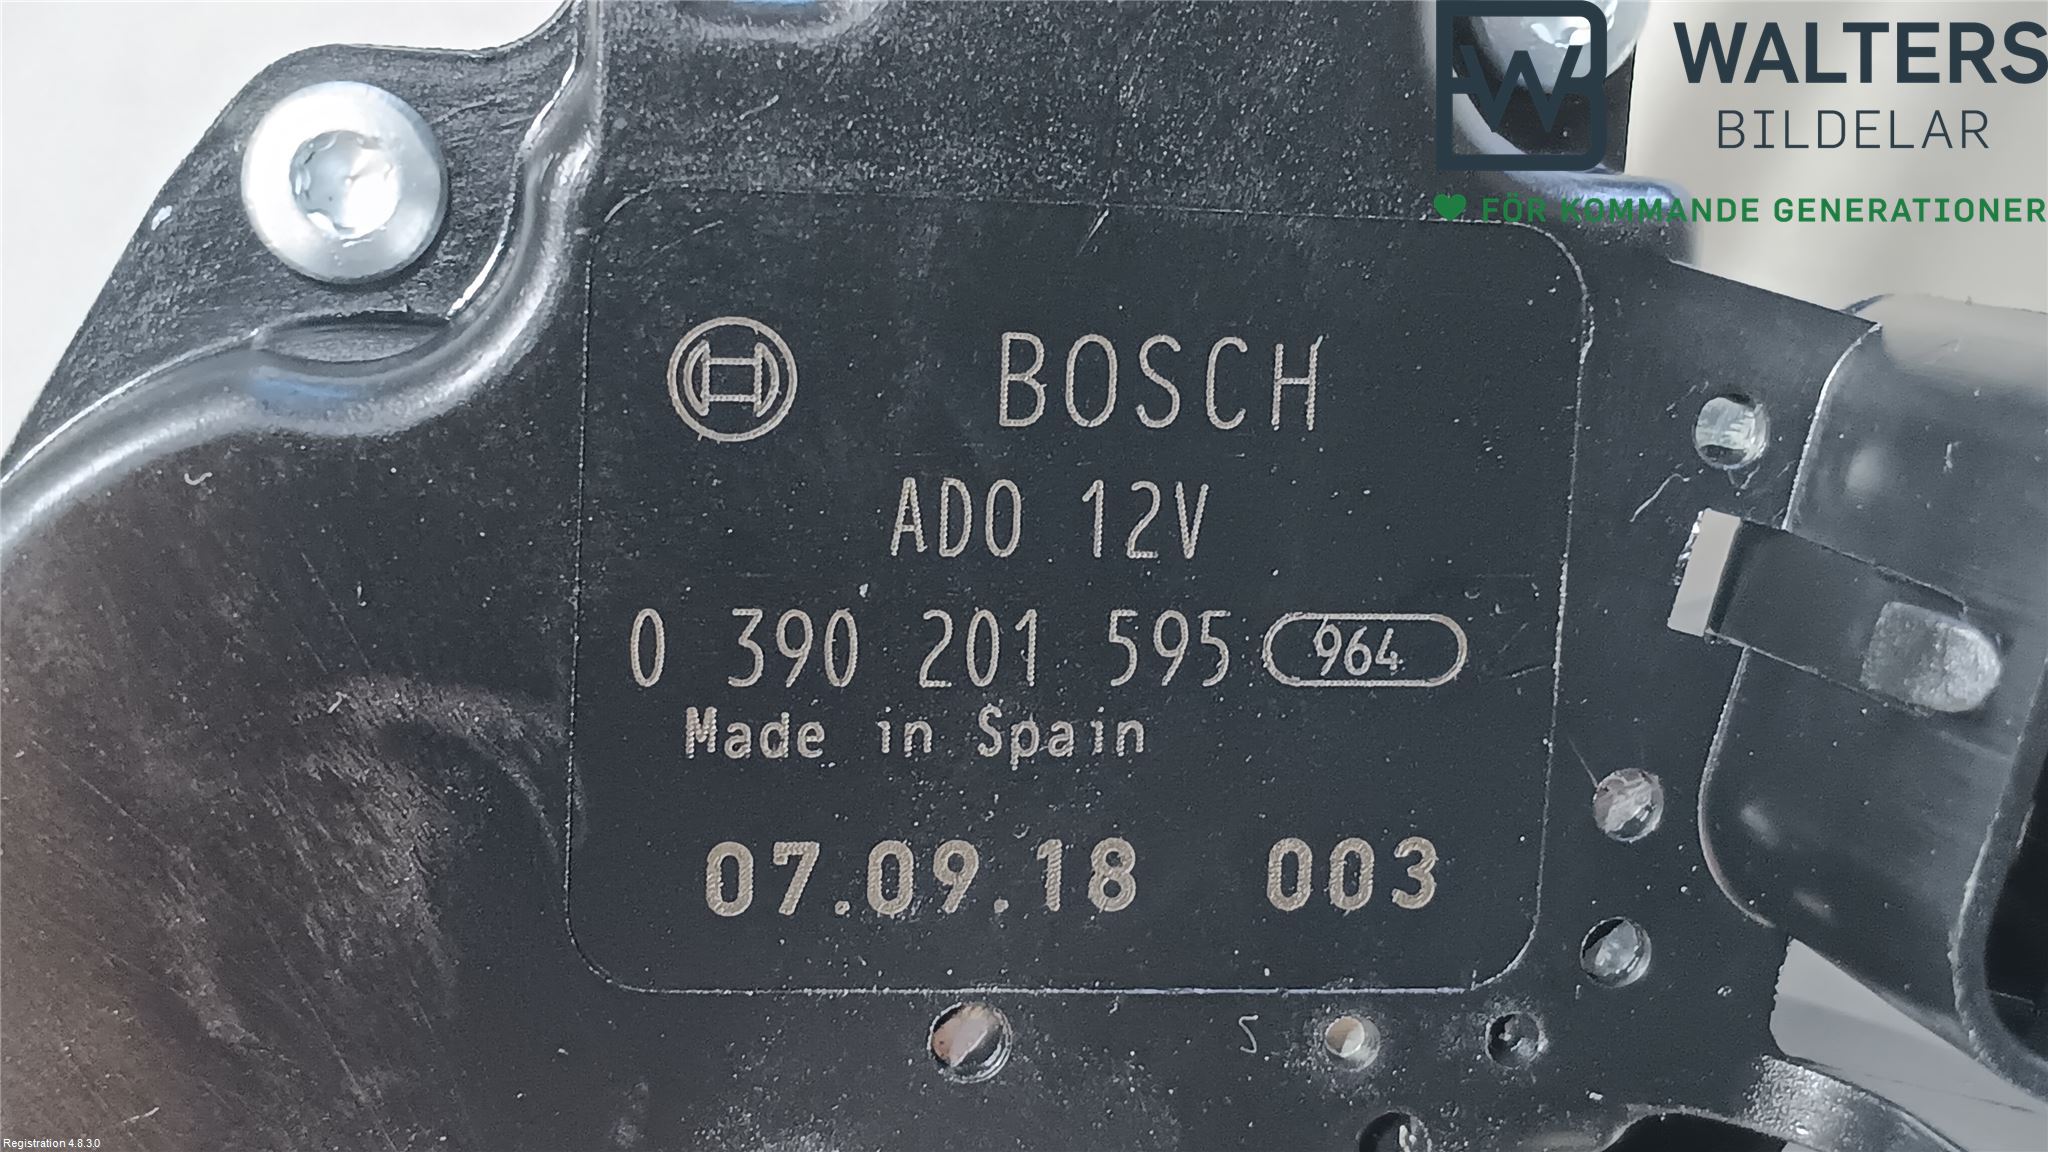 WALTERS
BILDELAR
FÖR KOMMANDE GENERATIONER
BOSCH
ADO 12V
0 390 201 595 964
Made in Spain
07.09.18 003
Registration 4.8.3.0